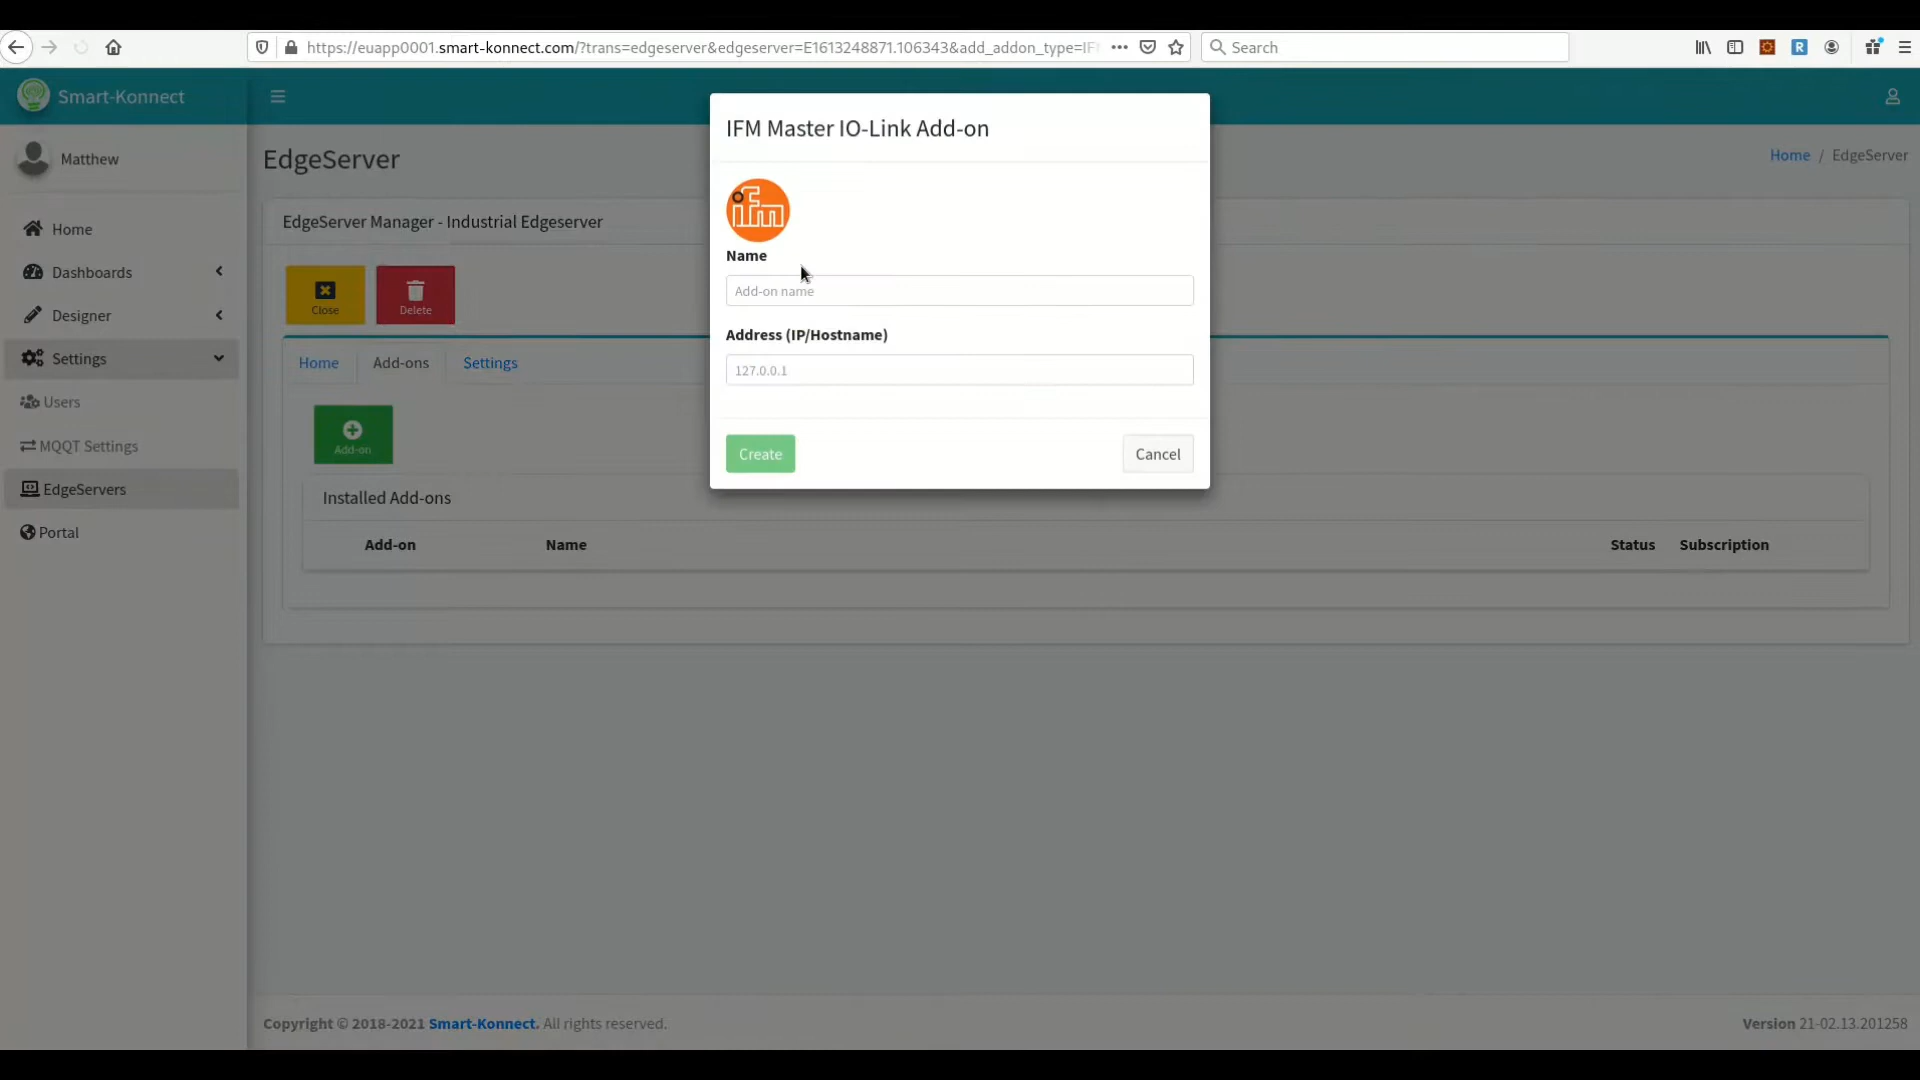 https://euapp0001.smart-konnect.com/?trans=edgeserver&edgeserver=E1613248871.106343&add_addon_type=IF
Search
Smart-Konnect
Matthew
Home
Dashboards
Designer
Settings
Users
MQQT Settings
EdgeServers
Portal
EdgeServer
Home / EdgeServer
EdgeServer Manager - Industrial Edgeserver
Close
Delete
Home
Add-ons
Settings
Add-on
Installed Add-ons
Add-on Name Status Subscription
IFM Master IO-Link Add-on
ifm
Name
Add-on name
Address (IP/Hostname)
127.0.0.1
Create
Cancel
Copyright © 2018-2021 Smart-Konnect. All rights reserved.
Version 21-02.13.201258